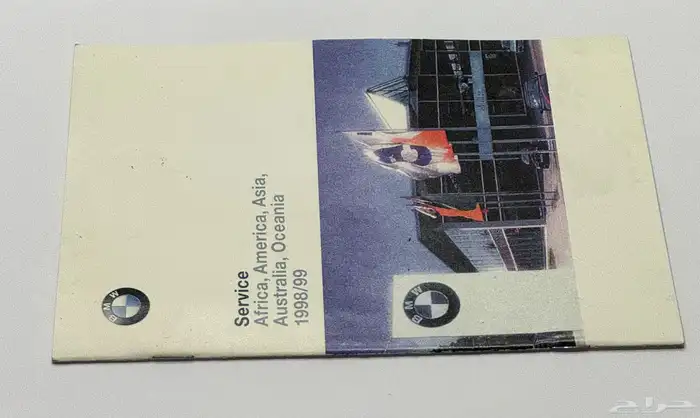 Service
Africa, America, Asia,
Australia, Oceania
1998/99
BMW
BMW
حراج